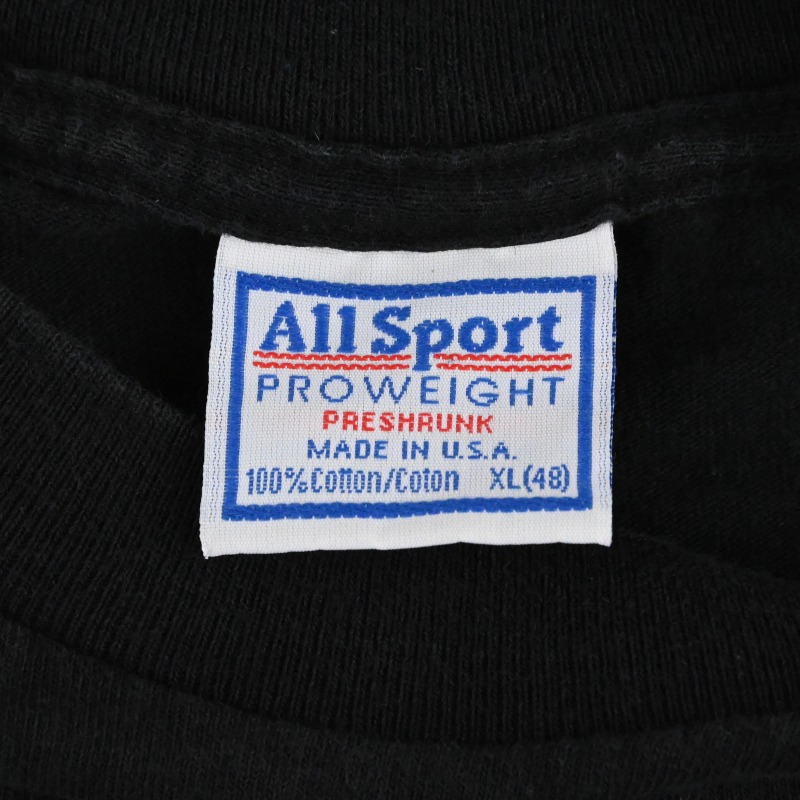 All Sport
PROWEIGHT
PRESHRUNK
MADE IN U.S.A.
100% Cotton/Coton XL(48)